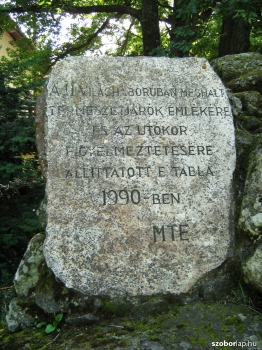 A II. VILÁGHÁBORÚBAN MEGHALT
TERMÉSZETJÁRÓK EMLÉKÉRE
ÉS AZ UTÓKOR
FIGYELMEZTETÉSÉRE
ÁLLÍTTATOTT E TÁBLA
1990-BEN
MTE
szoborlap.hu